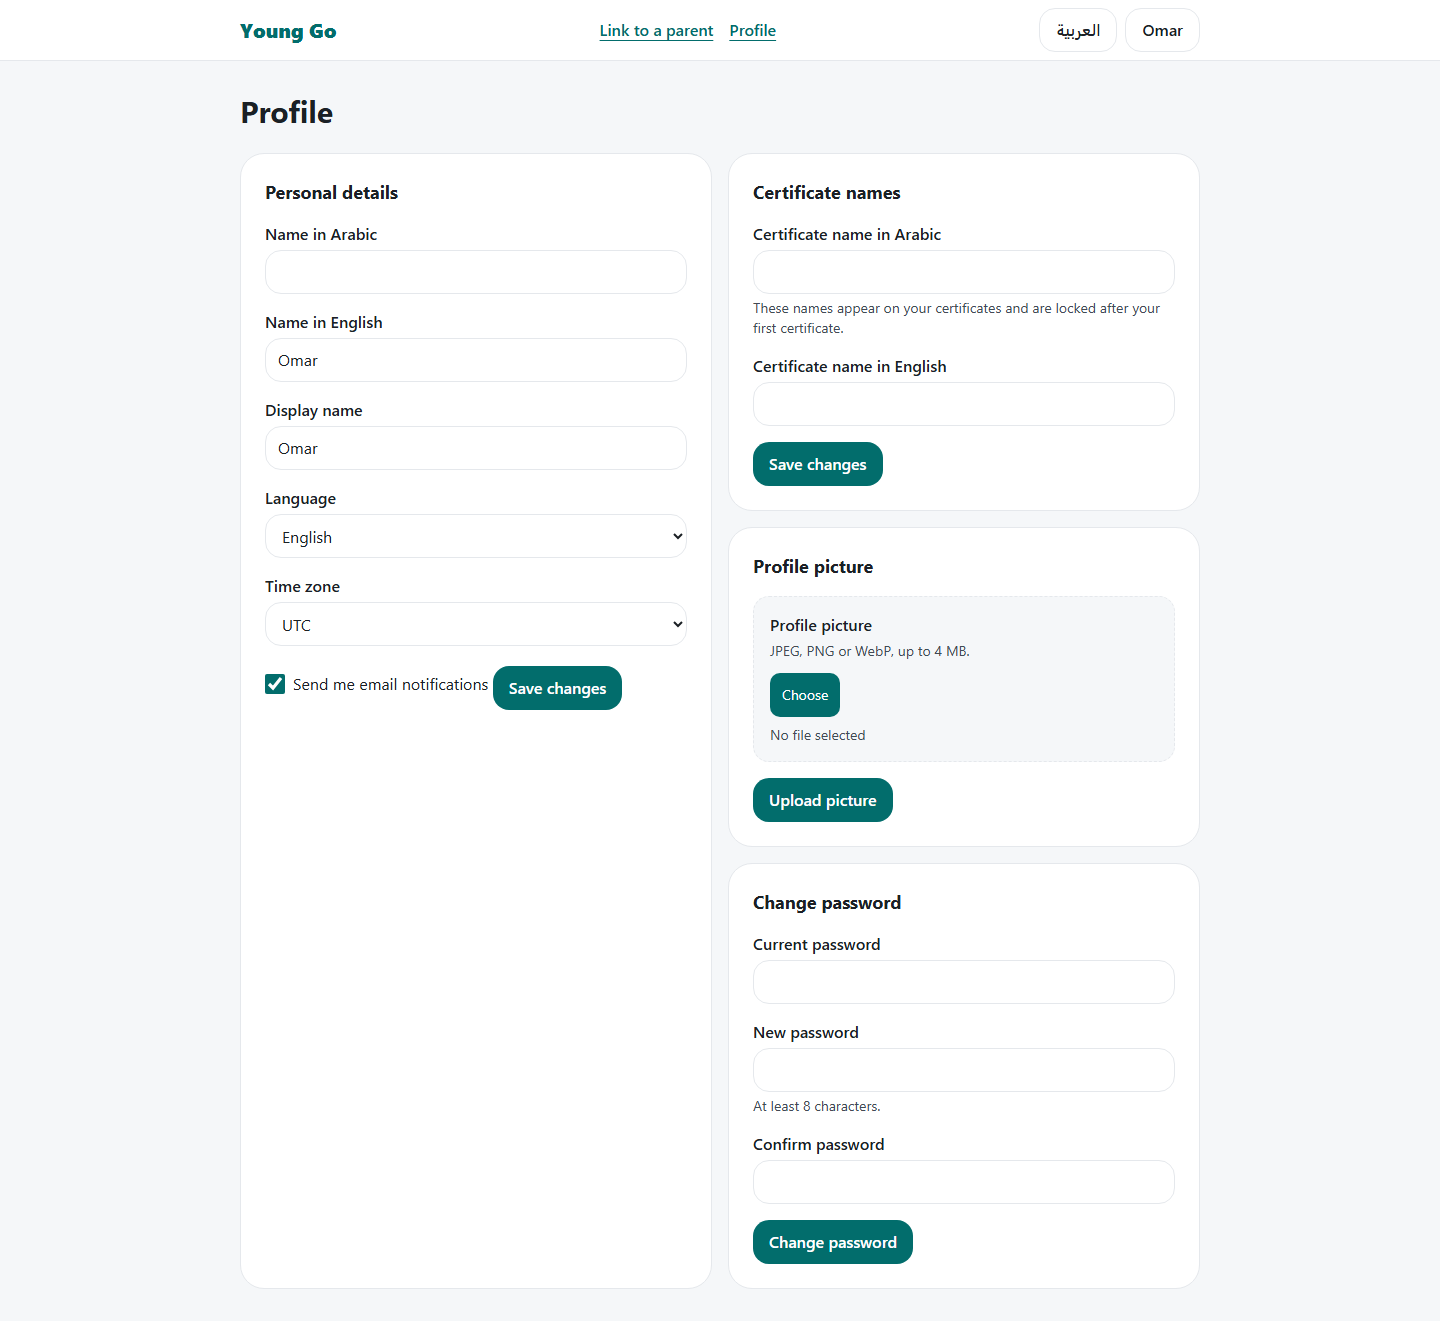 Young Go
Link to a parent
Profile
العربية
Omar
Profile
Personal details
Name in Arabic
Name in English
Omar
Display name
Omar
Language
English
Time zone
UTC
Send me email notifications
Save changes
Certificate names
Certificate name in Arabic
These names appear on your certificates and are locked after your
first certificate.
Certificate name in English
Save changes
Profile picture
Profile picture
JPEG, PNG or WebP, up to 4 MB.
Choose
No file selected
Upload picture
Change password
Current password
New password
At least 8 characters.
Confirm password
Change password